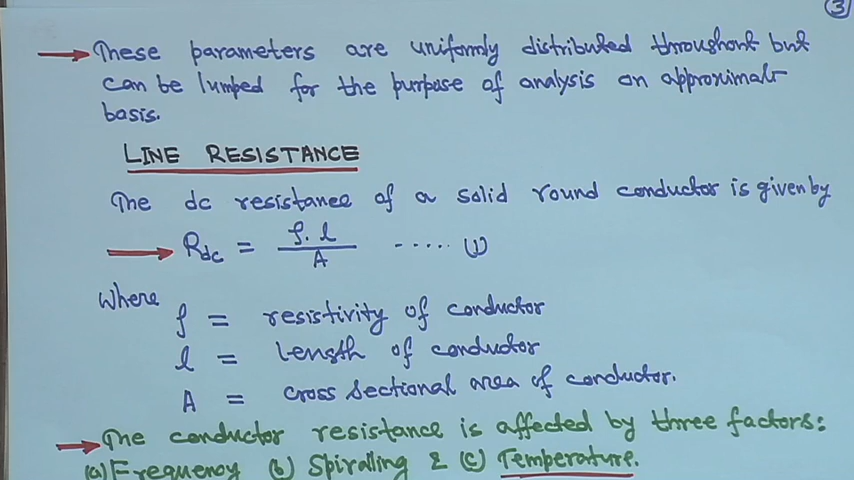 3
These parameters are uniformly distributed throughout but
can be lumped for the purpose of analysis on approximate
basis.
LINE RESISTANCE
The dc resistance of a solid round conductor is given by
Rdc = ρ. l / A ..... (1)
Where
ρ = resistivity of conductor
l = length of conductor
A = cross sectional area of conductor.
The conductor resistance is affected by three factors:
(a) Frequency (b) Spiralling & (c) Temperature.